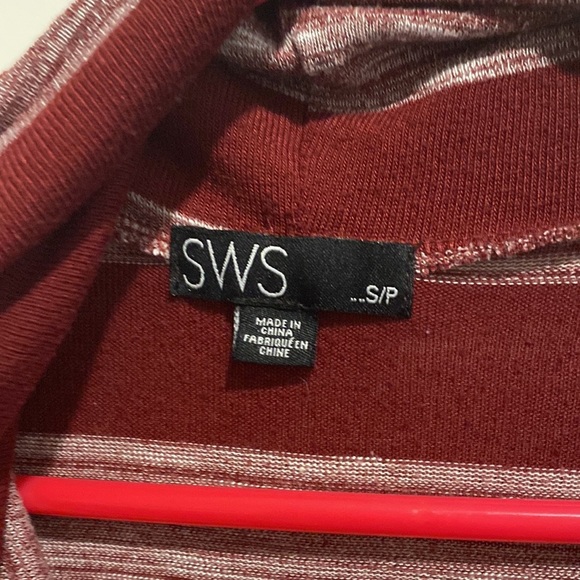 SWS
...S/P
MADE IN
CHINA
FABRIQUÉ EN
CHINE